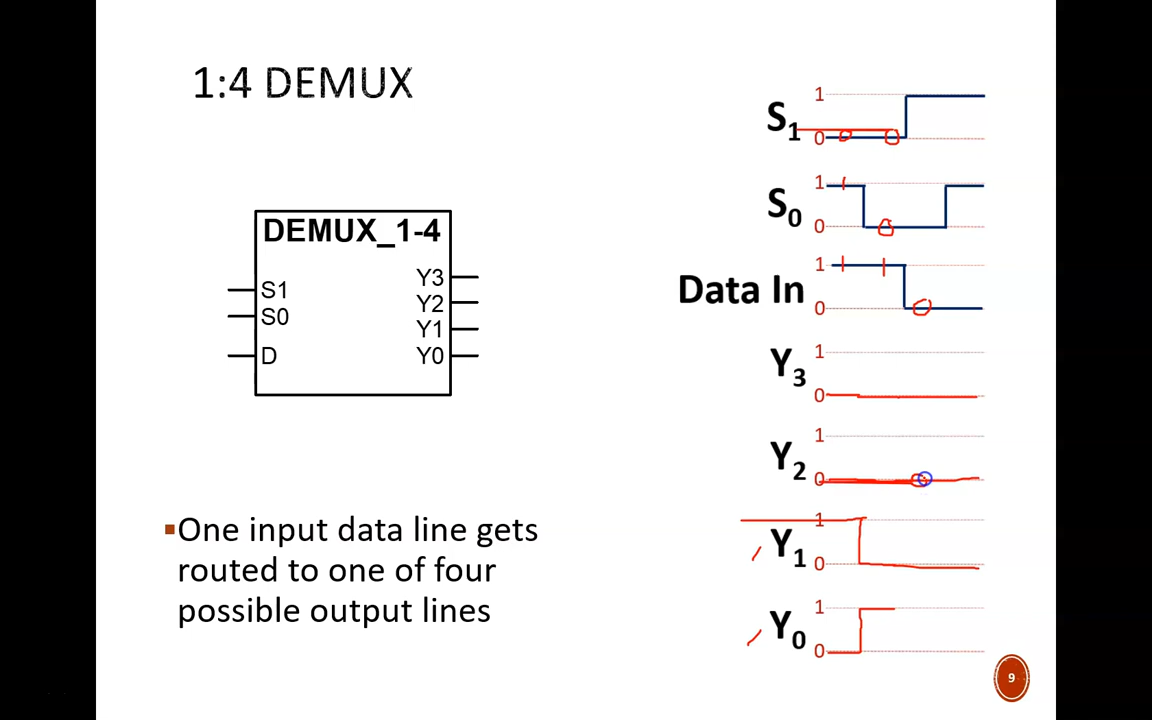 1:4 DEMUX
DEMUX_1-4
S1
S0
D
Y3
Y2
Y1
Y0
▪One input data line gets
routed to one of four
possible output lines
S1
1
0
S0
1
0
Data In
1
0
Y3
1
0
Y2
1
0
Y1
1
0
Y0
1
0
9